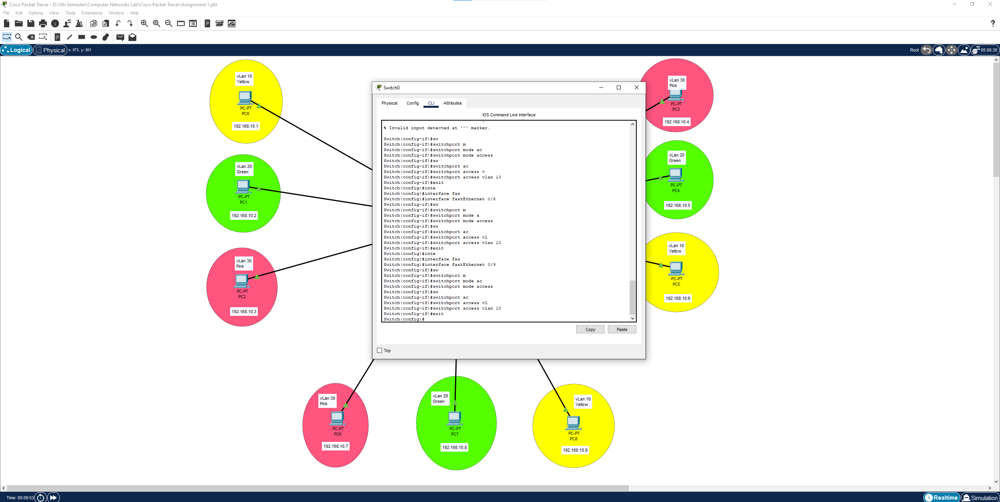 Cisco Packet Tracer - D:\5th Semester\Computer Networks Lab\Cisco Packet Tracer\Assignment 1.pkt
File Edit Options View Tools Extensions Window Help
?
Logical Physical x: 973, y: 801 Root 05:00:30
vLan 10
Yellow
PC-PT
PC0
192.168.10.1
vLan 20
Green
PC-PT
PC1
192.168.10.2
vLan 30
Pink
PC-PT
PC2
192.168.10.3
Switch0
Physical Config CLI Attributes
IOS Command Line Interface
^
% Invalid input detected at '^' marker.
Switch(config-if)#sw
Switch(config-if)#switchport m
Switch(config-if)#switchport mode ac
Switch(config-if)#switchport mode access
Switch(config-if)#sw
Switch(config-if)#switchport ac
Switch(config-if)#switchport access v
Switch(config-if)#switchport access vlan 10
Switch(config-if)#exit
Switch(config)#inte
Switch(config)#interface fas
Switch(config)#interface fastEthernet 0/6
Switch(config-if)#sw
Switch(config-if)#switchport m
Switch(config-if)#switchport mode a
Switch(config-if)#switchport mode access
Switch(config-if)#sw
Switch(config-if)#switchport ac
Switch(config-if)#switchport access vl
Switch(config-if)#switchport access vlan 10
Switch(config-if)#exit
Switch(config)#inte
Switch(config)#interface fas
Switch(config)#interface fastEthernet 0/9
Switch(config-if)#sw
Switch(config-if)#switchport m
Switch(config-if)#switchport mode ac
Switch(config-if)#switchport mode access
Switch(config-if)#sw
Switch(config-if)#switchport ac
Switch(config-if)#switchport access vl
Switch(config-if)#switchport access vlan 10
Switch(config-if)#exit
Switch(config)#
Copy Paste
Top
vLan 30
Pink
PC-PT
PC3
192.168.10.4
vLan 20
Green
PC-PT
PC4
192.168.10.5
vLan 10
Yellow
PC-PT
PC5
192.168.10.6
vLan 30
Pink
PC-PT
PC6
192.168.10.7
vLan 20
Green
PC-PT
PC7
192.168.10.8
vLan 10
Yellow
PC-PT
PC8
192.168.10.9
Time: 00:09:53 Realtime Simulation